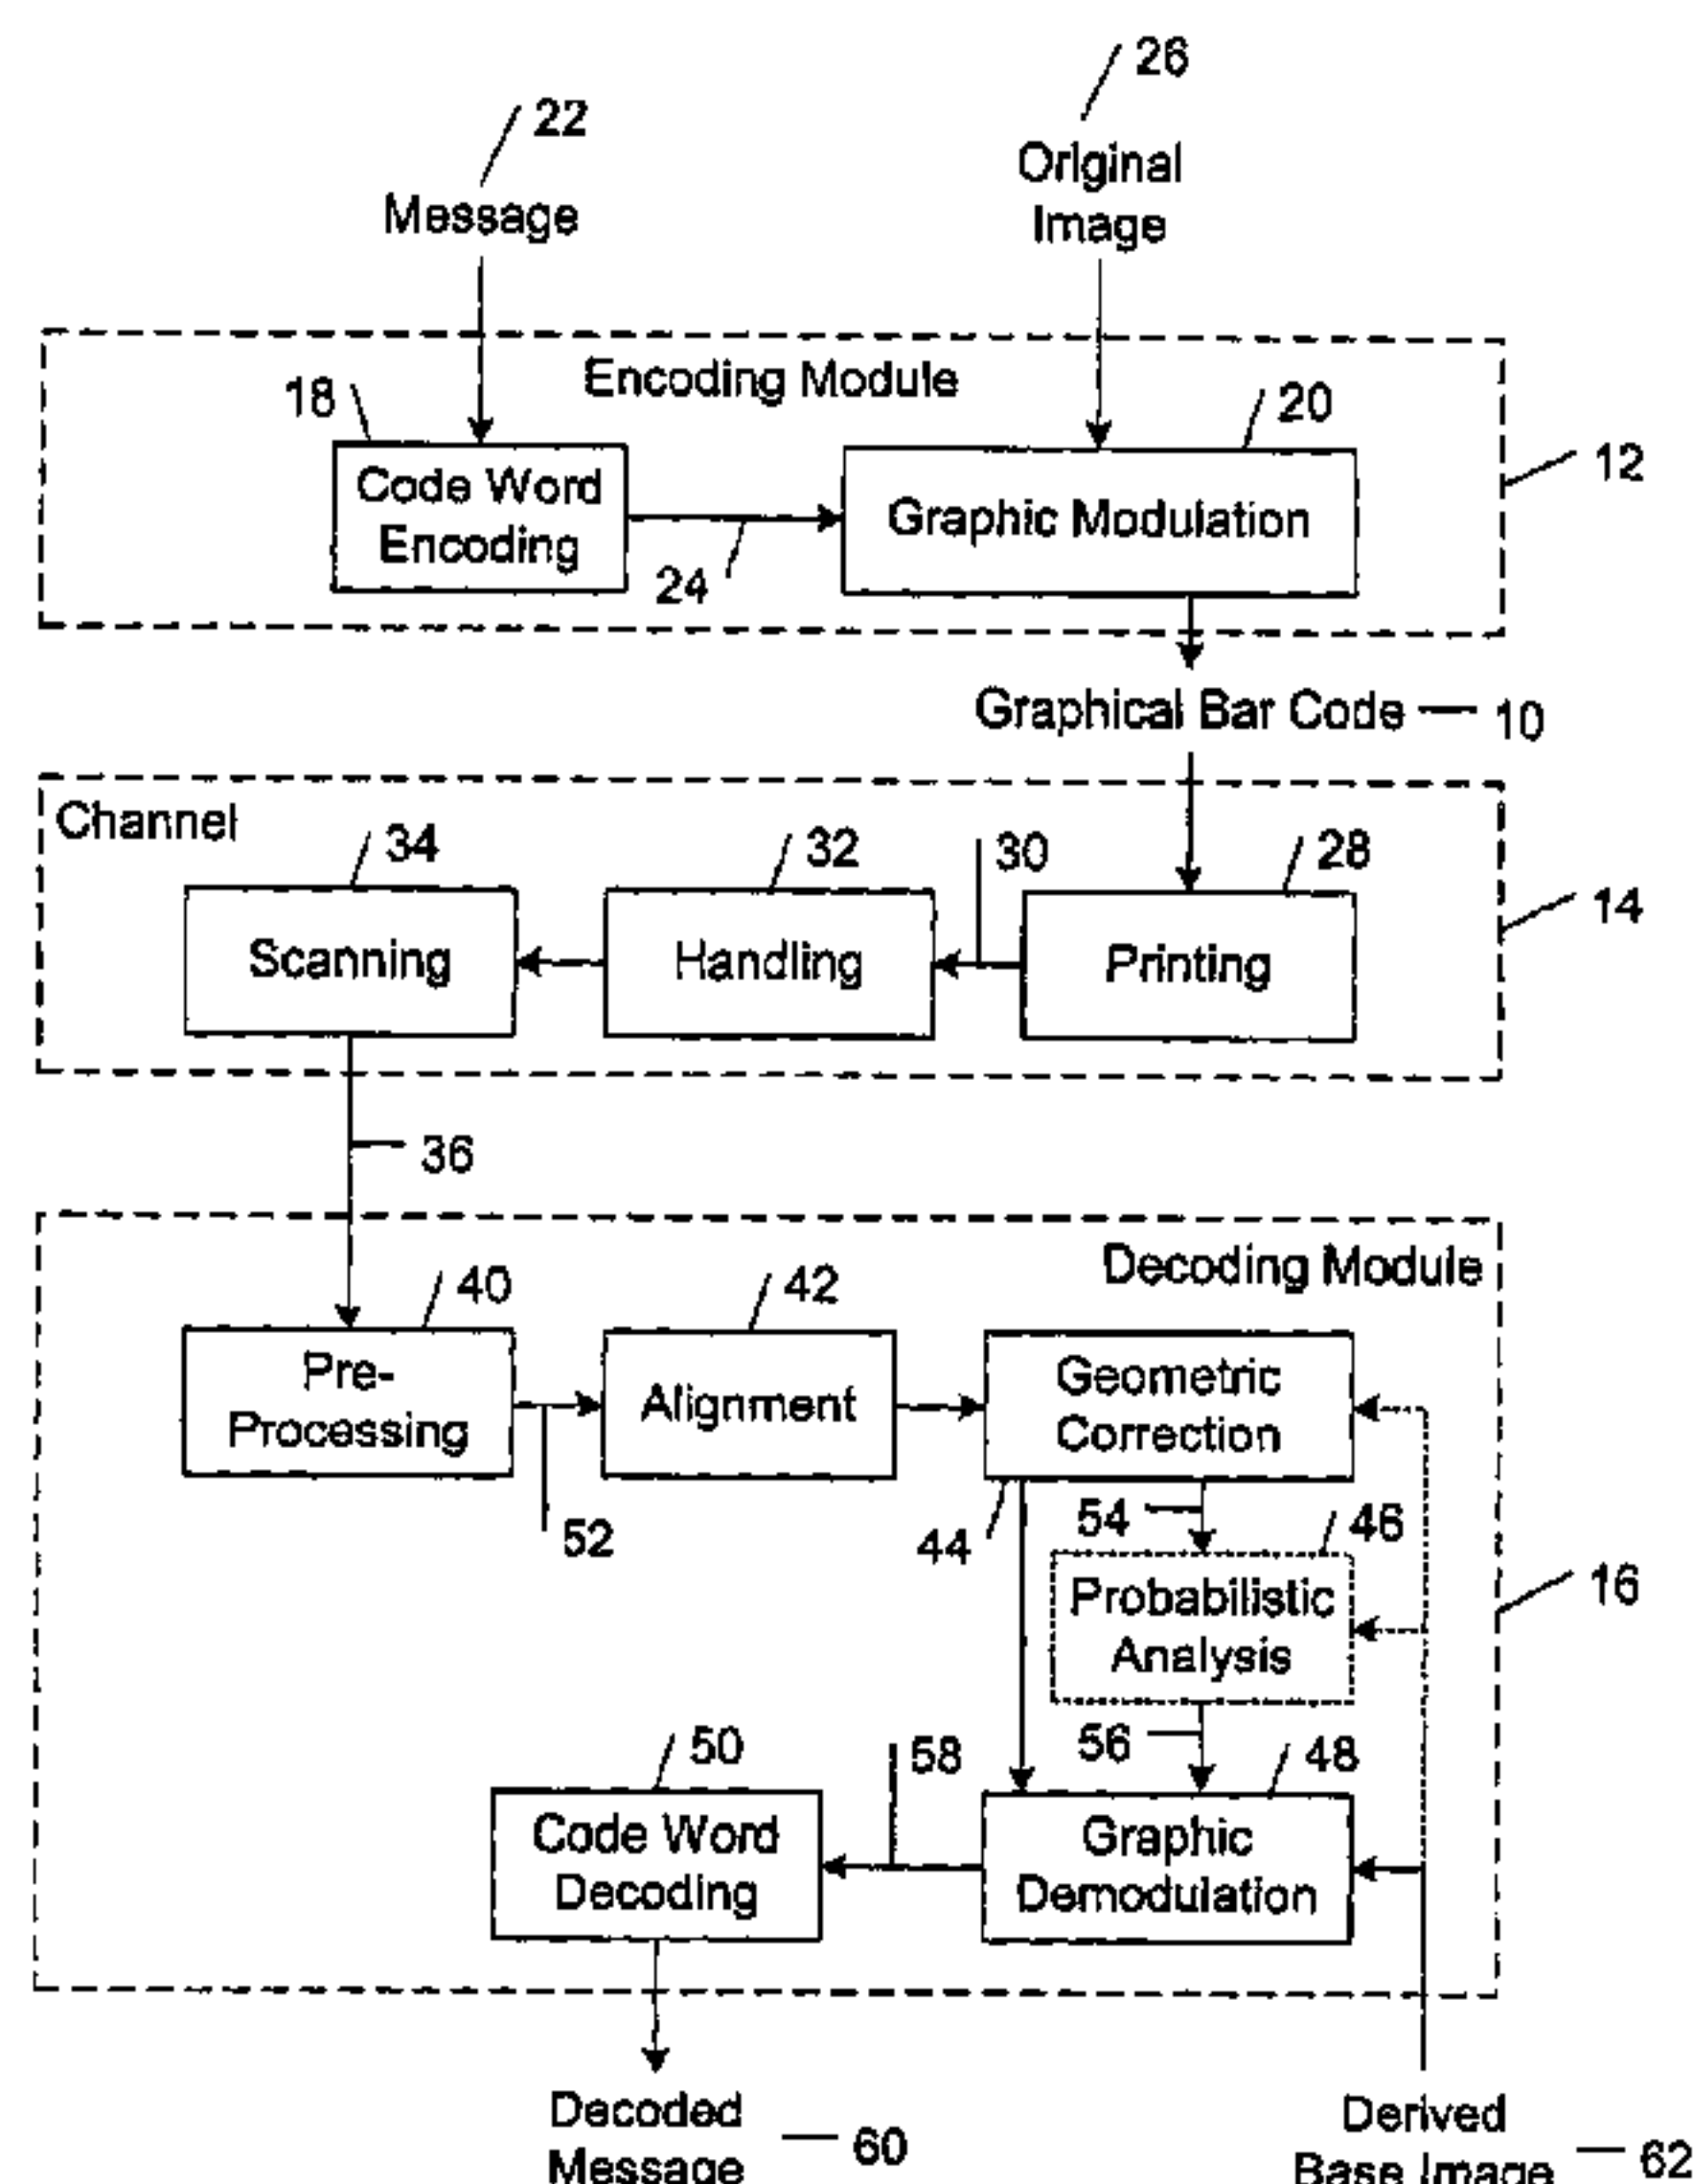 26
22
Original
Image
Message
Encoding Module
18
20
12
Code Word
Encoding
Graphic Modulation
24
Graphical Bar Code
10
Channel
34
32
30
28
14
Scanning
Handling
Printing
36
Decoding Module
40
42
Pre-
Processing
Alignment
Geometric
Correction
52
44
54
46
16
Probabilistic
Analysis
56
50
58
48
Code Word
Decoding
Graphic
Demodulation
Decoded
Message
60
Derived
Base Image
62